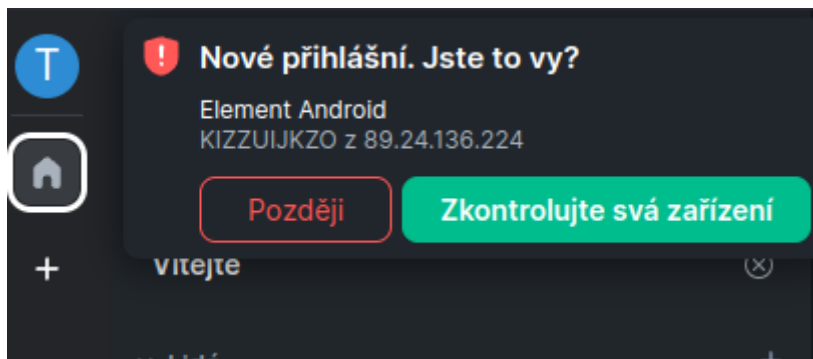 T
Nové přihlášní. Jste to vy?
Element Android
KIZZUIJKZO z 89.24.136.224
Později
Zkontrolujte svá zařízení
Vítejte